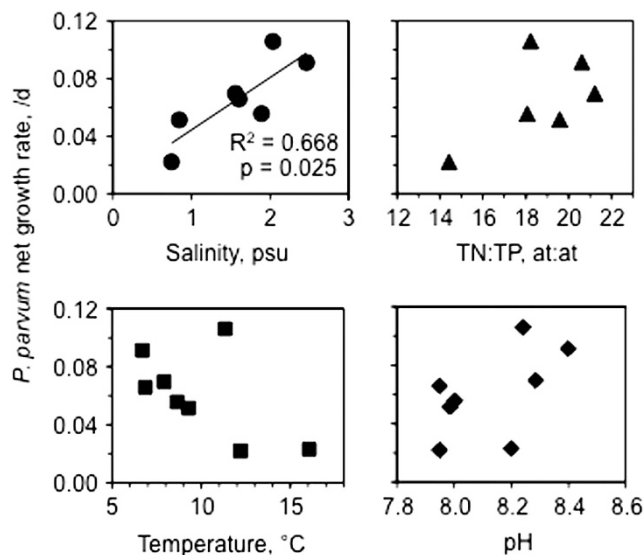 P. parvum net growth rate, /d
0.12
0.08
0.04
0.00
R² = 0.668
p = 0.025
0 1 2 3
Salinity, psu
12 14 16 18 20 22
TN:TP, at:at
0.12
0.08
0.04
0.00
5 10 15
Temperature, °C
7.8 8.0 8.2 8.4 8.6
pH